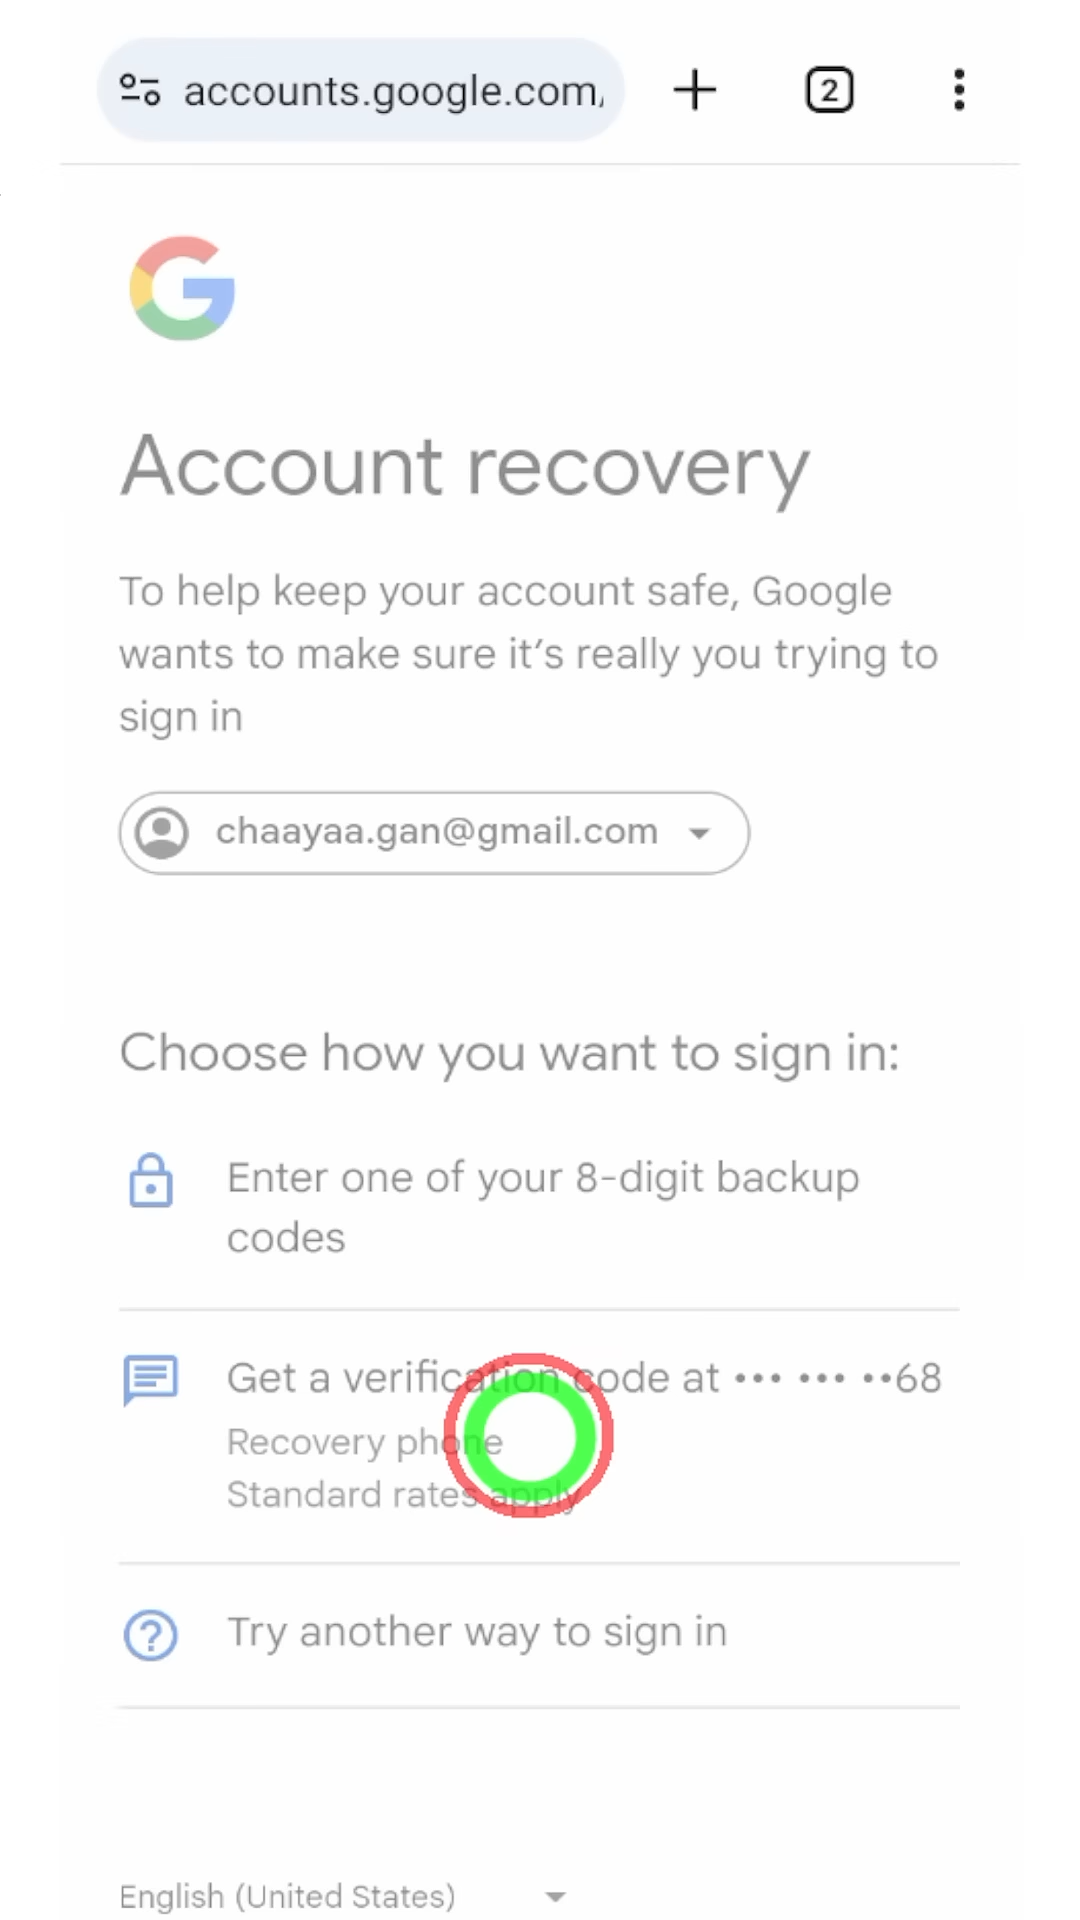 accounts.google.com/
2
Account recovery
To help keep your account safe, Google
wants to make sure it’s really you trying to
sign in
chaayaa.gan@gmail.com
Choose how you want to sign in:
Enter one of your 8-digit backup
codes
Get a verification code at ••• ••• ••68
Recovery phone
Standard rates apply
Try another way to sign in
English (United States)